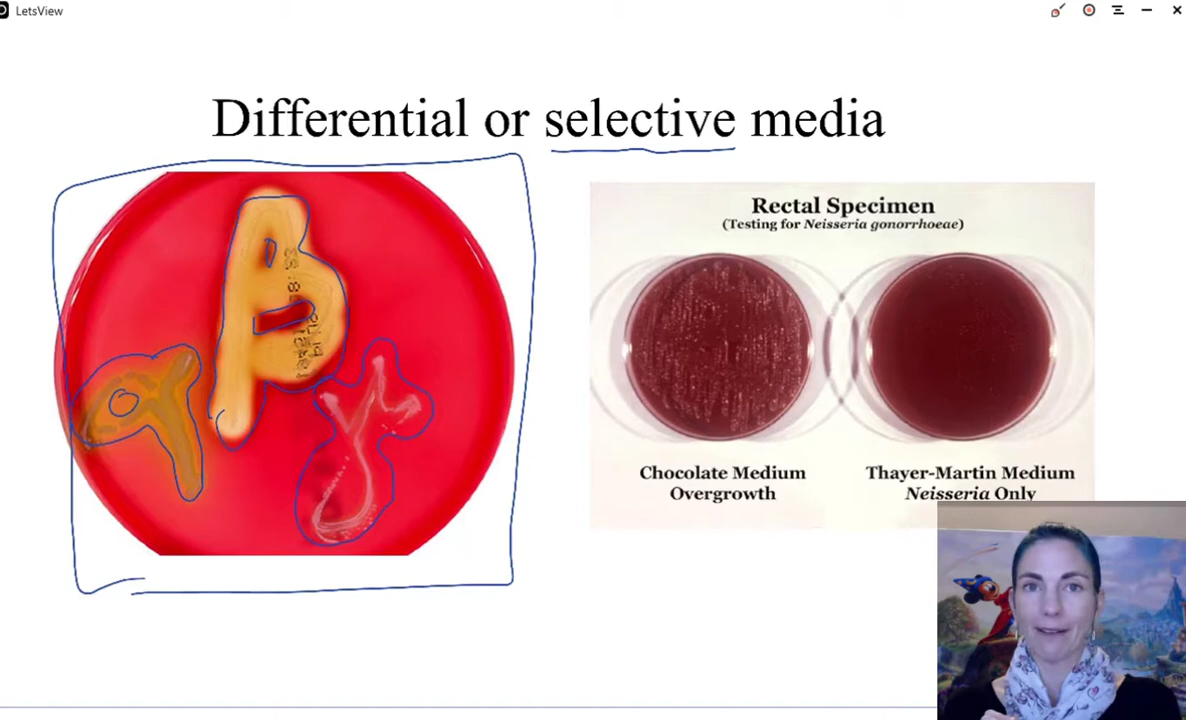 LetsView
Differential or selective media
α
β
γ
Rectal Specimen
(Testing for Neisseria gonorrhoeae)
Chocolate Medium
Overgrowth
Thayer-Martin Medium
Neisseria Only